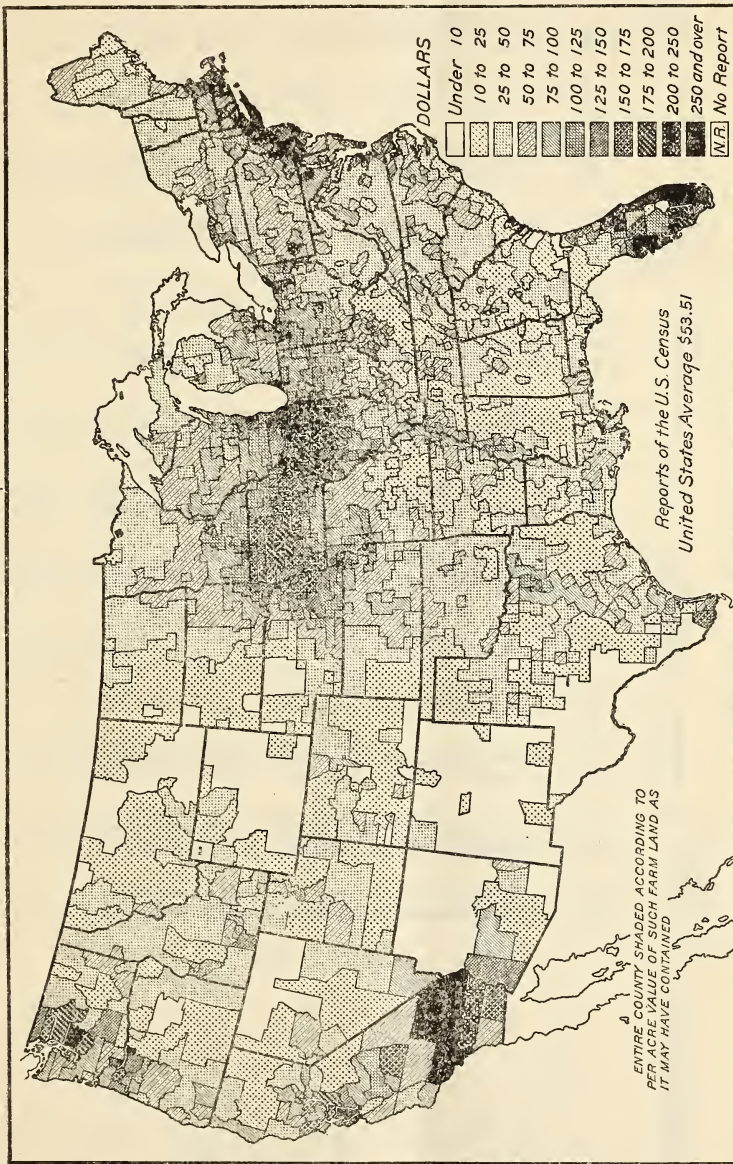 DOLLARS
Under 10
10 to 25
25 to 50
50 to 75
75 to 100
100 to 125
125 to 150
150 to 175
175 to 200
200 to 250
250 and over
N.R. No Report
Reports of the U.S. Census
United States Average $53.51
ENTIRE COUNTY SHADED ACCORDING TO
PER ACRE VALUE OF SUCH FARM LAND AS
IT MAY HAVE CONTAINED